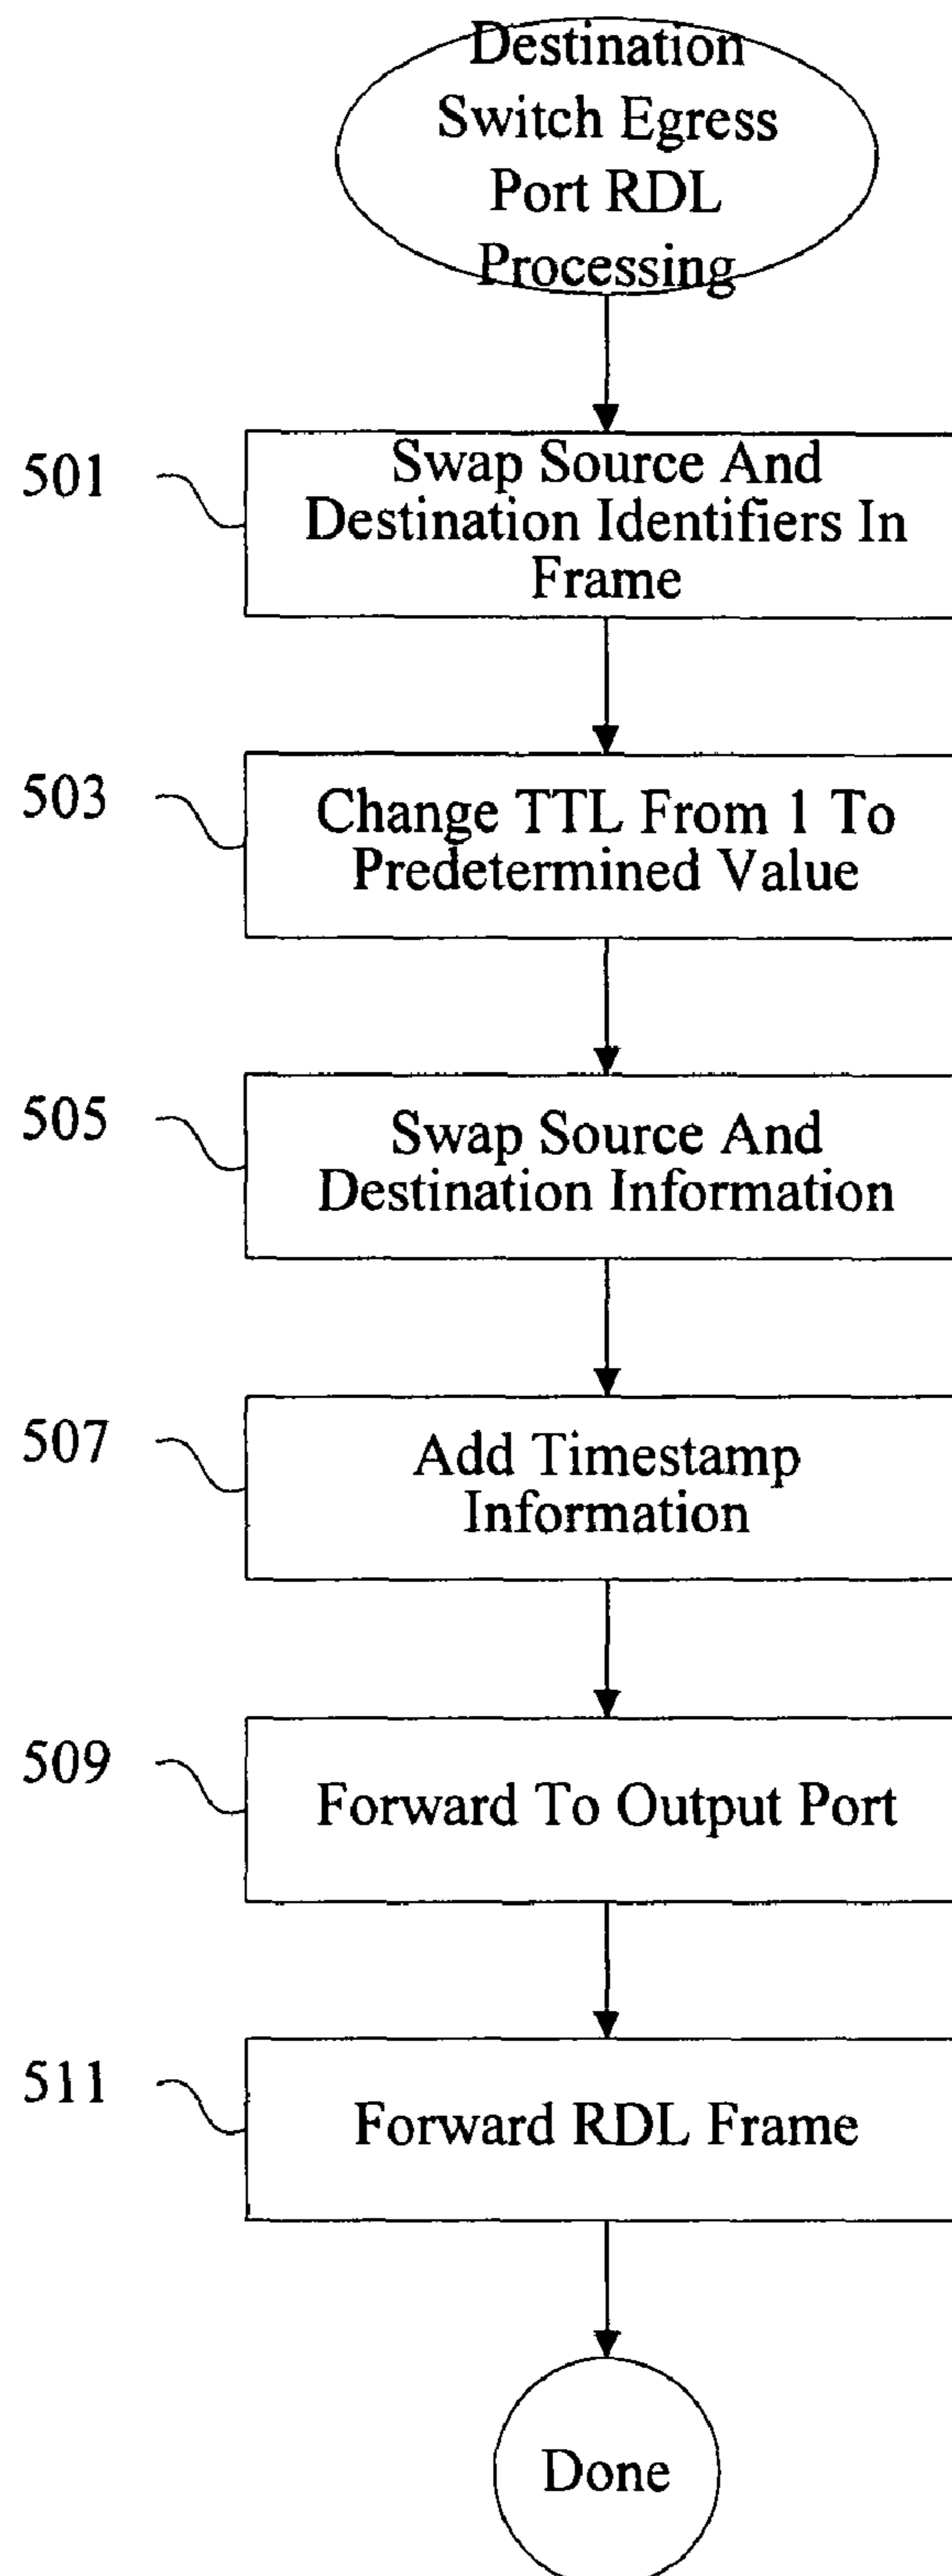 Destination
Switch Egress
Port RDL
Processing
501
Swap Source And
Destination Identifiers In
Frame
503
Change TTL From 1 To
Predetermined Value
505
Swap Source And
Destination Information
507
Add Timestamp
Information
509
Forward To Output Port
511
Forward RDL Frame
Done